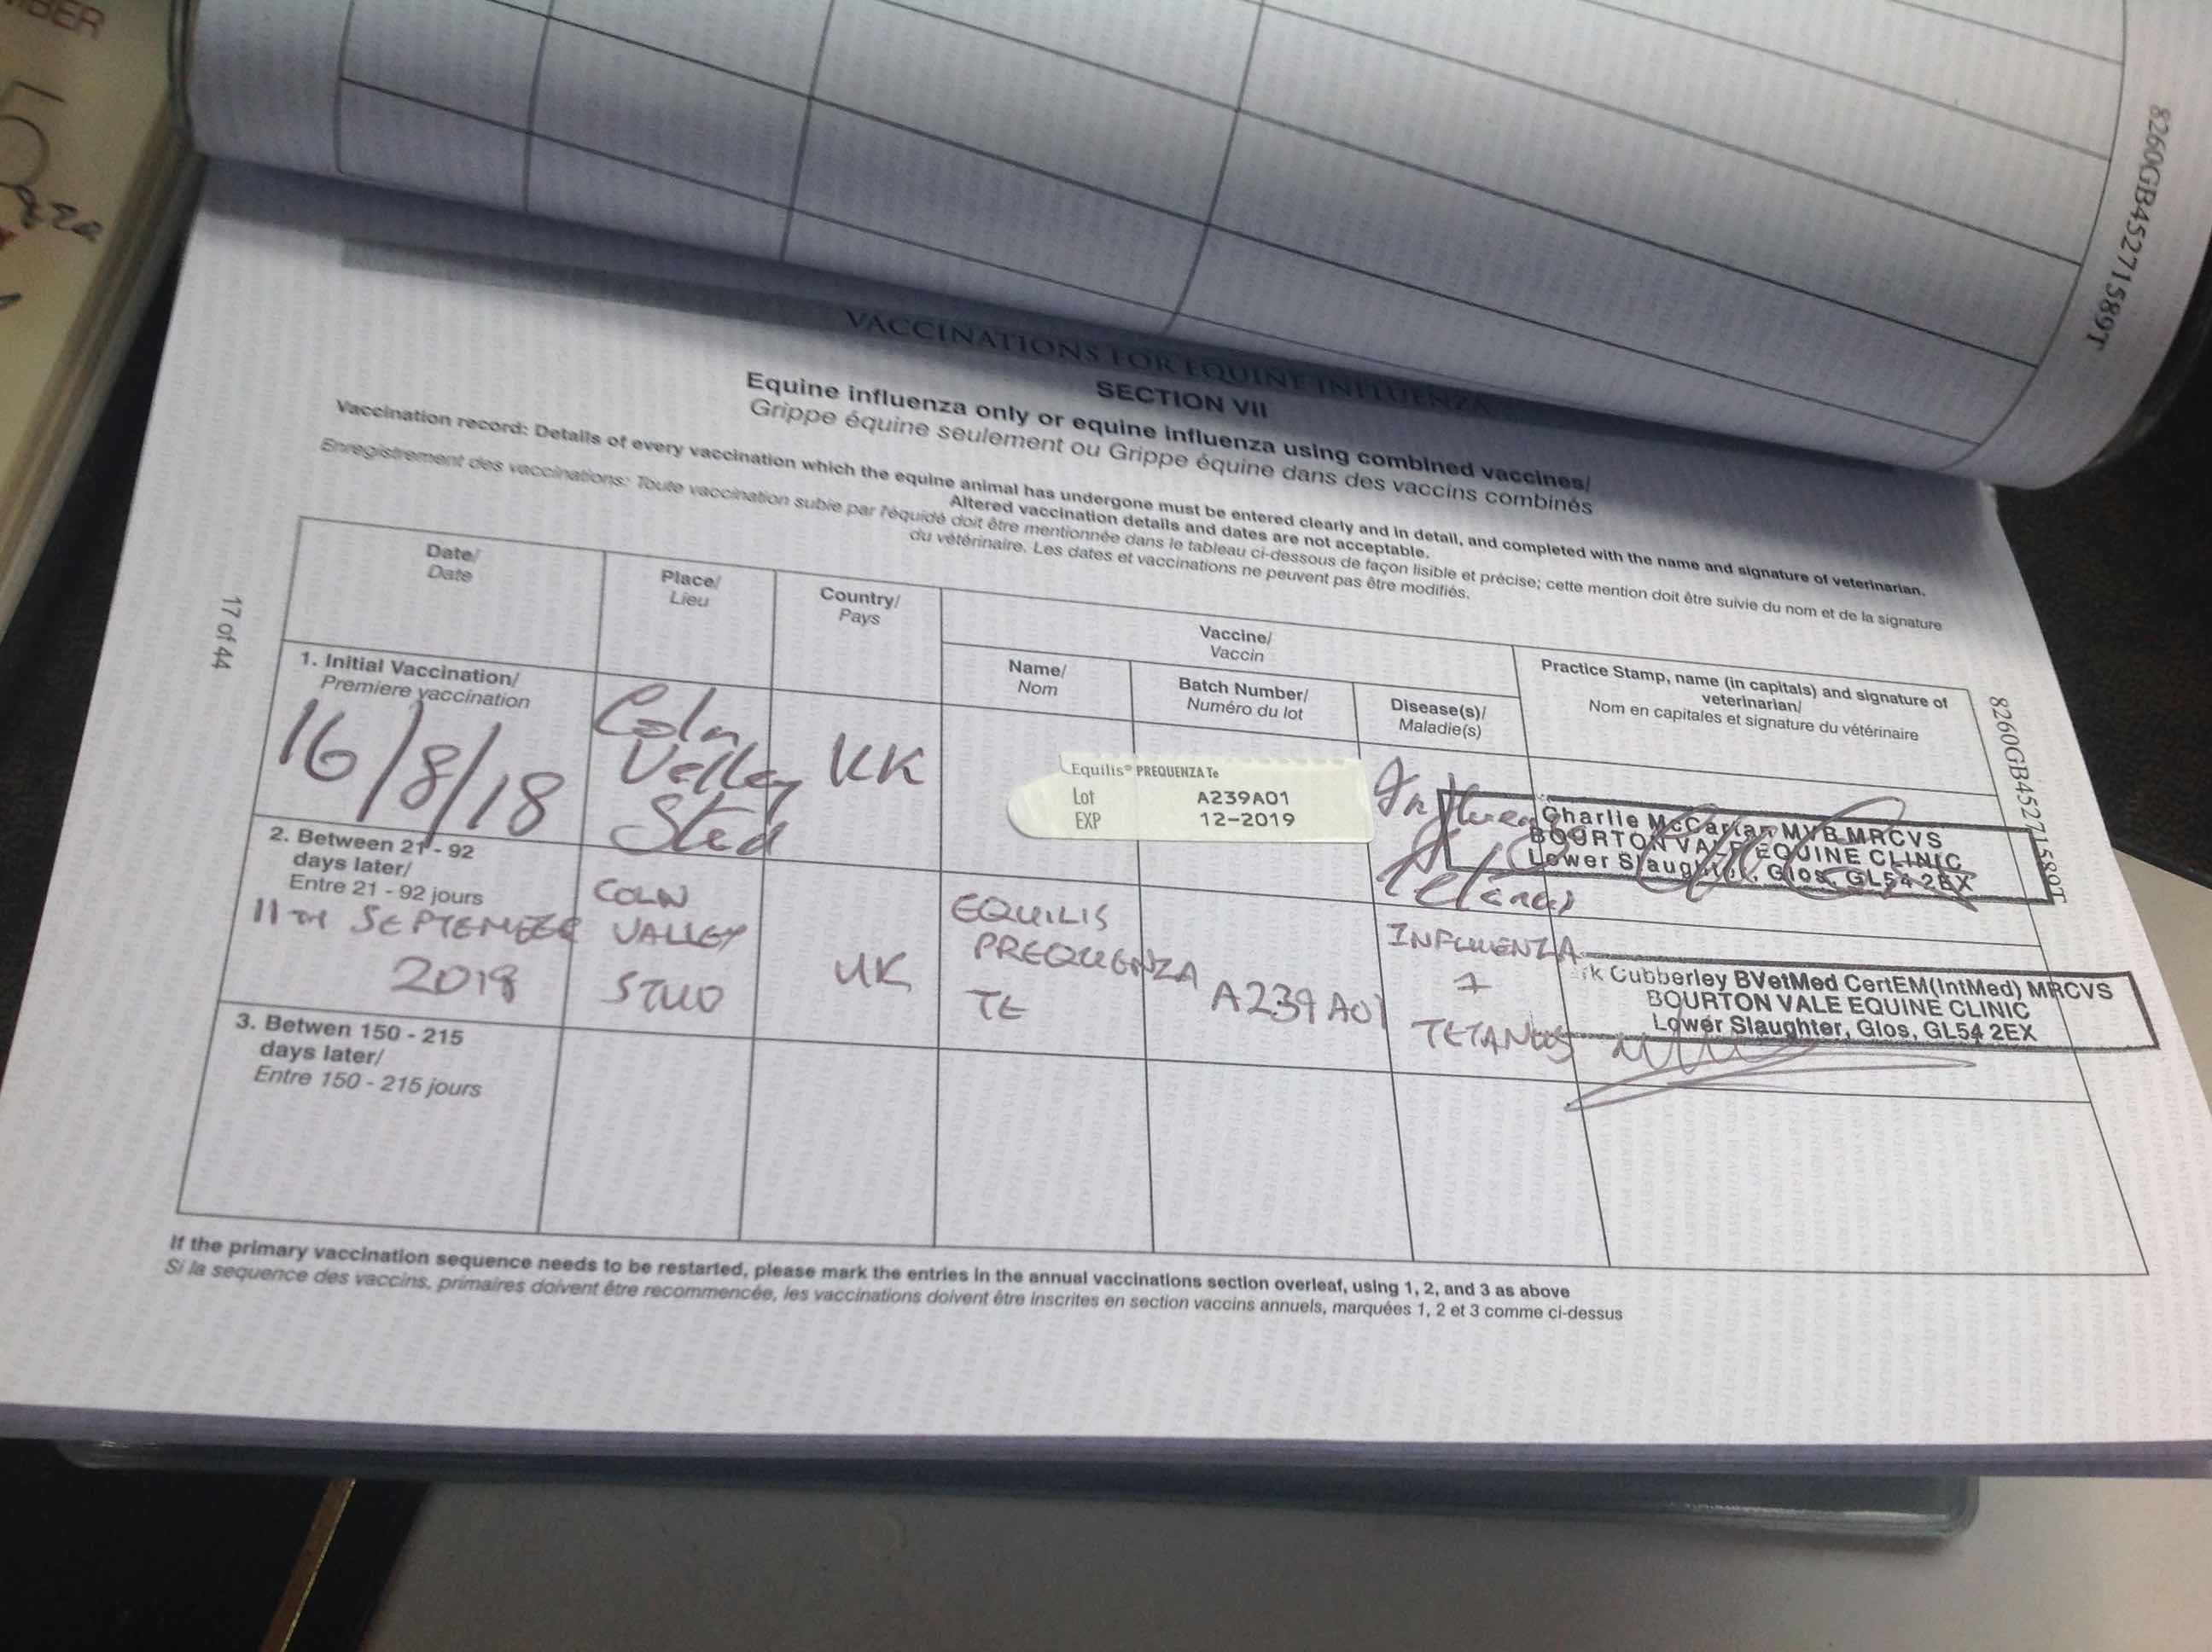 8260GB45271589T
VACCINATIONS FOR EQUINE INFLUENZA
SECTION VII
Equine influenza only or equine influenza using combined vaccines/
Grippe équine seulement ou Grippe équine dans des vaccins combinés
Vaccination record: Details of every vaccination which the equine animal has undergone must be entered clearly and in detail, and completed with the name and signature of veterinarian.
Altered vaccination details and dates are not acceptable.
Enregistrement des vaccinations: Toute vaccination subie par l'équidé doit être mentionnée dans le tableau ci-dessous de façon lisible et précise; cette mention doit être suivie du nom et de la signature
du vétérinaire. Les dates et vaccinations ne peuvent pas être modifiés.
17 of 44
Date/
Date
Place/
Lieu
Country/
Pays
Vaccine/
Vaccin
Name/
Nom
Batch Number/
Numéro du lot
Disease(s)/
Maladie(s)
Practice Stamp, name (in capitals) and signature of
veterinarian/
Nom en capitales et signature du vétérinaire
8260GB45271589T
1. Initial Vaccination/
Premiere vaccination
16/8/18
Coln
Valley
Stud
UK
Equilis® PREQUENZA Te
Lot A239A01
EXP 12-2019
Tetanus
Charlie McCartan MVB MRCVS
BOURTON VALE EQUINE CLINIC
Lower Slaughter, Glos, GL54 2EX
2. Between 21 - 92
days later/
Entre 21 - 92 jours
11TH SEPTEMBER
2018
COLN
VALLEY
STUD
UK
EQUILIS
PREQUENZA
TE
A239A01
INFLUENZA
+
TETANUS
rk Cubberley BVetMed CertEM(IntMed) MRCVS
BOURTON VALE EQUINE CLINIC
Lower Slaughter, Glos, GL54 2EX
3. Betwen 150 - 215
days later/
Entre 150 - 215 jours
If the primary vaccination sequence needs to be restarted, please mark the entries in the annual vaccinations section overleaf, using 1, 2, and 3 as above
Si la sequence des vaccins, primaires doivent être recommencée, les vaccinations doivent être inscrites en section vaccins annuels, marquées 1, 2 et 3 comme ci-dessus